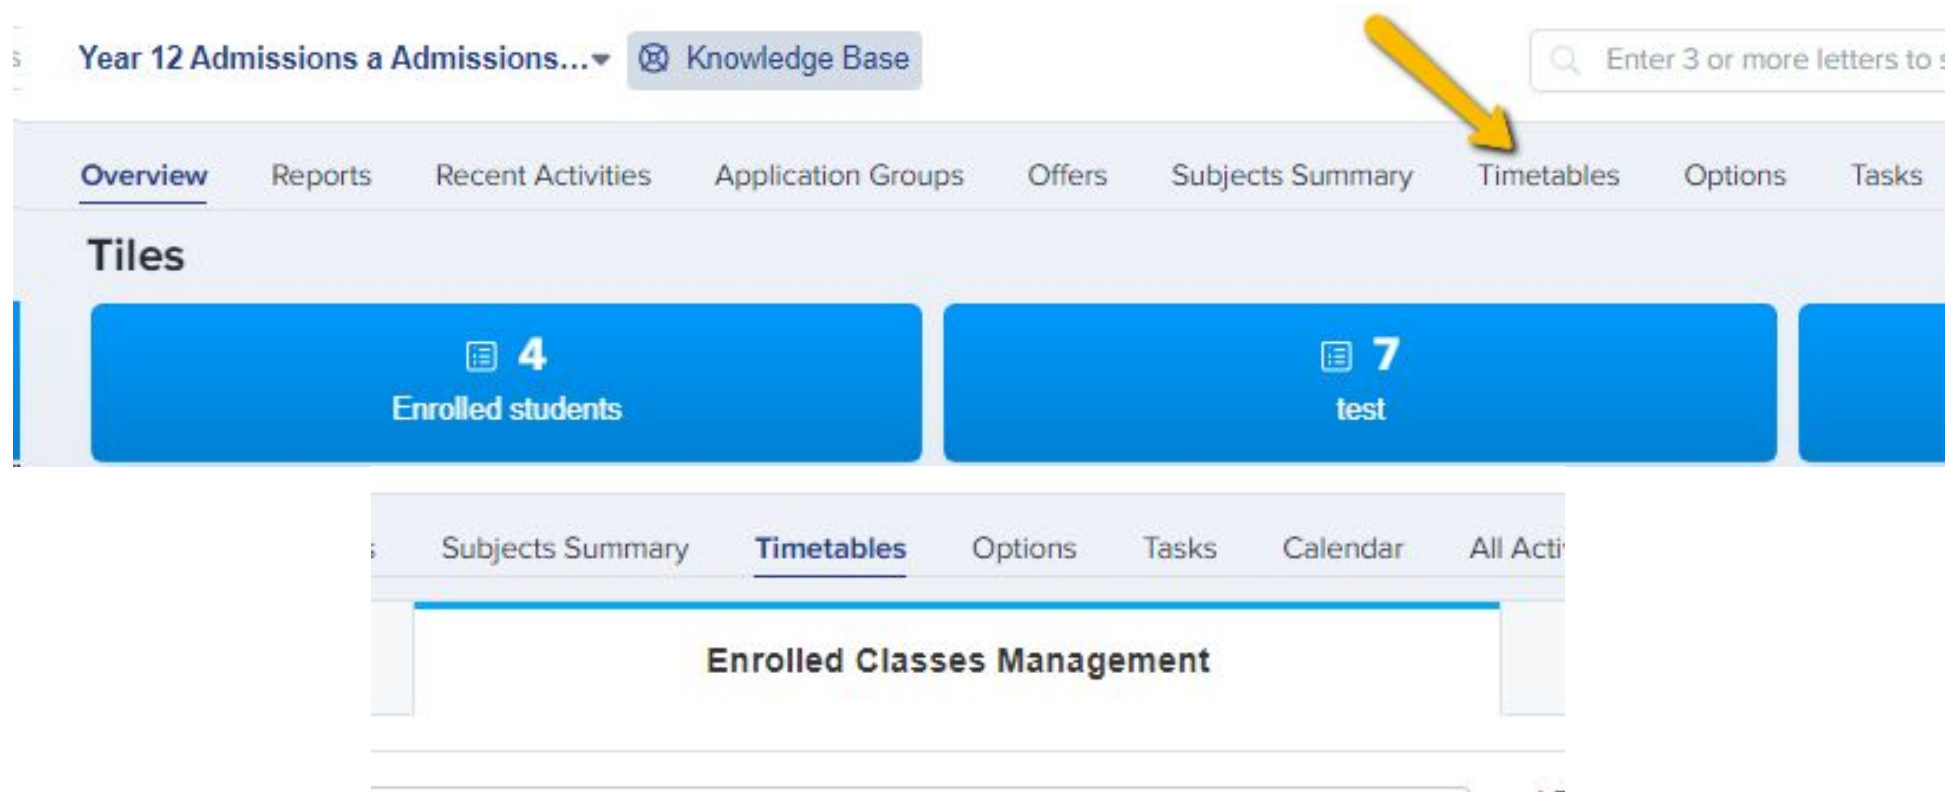 Year 12 Admissions a Admissions... Knowledge Base Enter 3 or more letters to
Overview Reports Recent Activities Application Groups Offers Subjects Summary Timetables Options Tasks
Tiles
4 7
Enrolled students test
Subjects Summary Timetables Options Tasks Calendar All Acti
Enrolled Classes Management